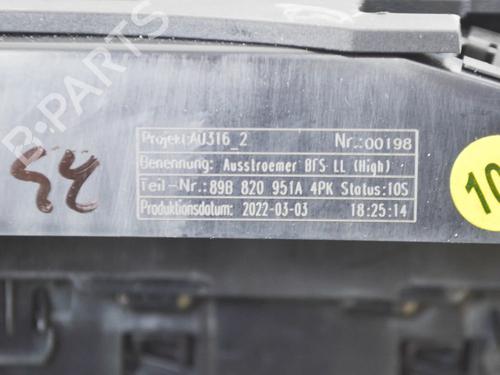 B-PARTS
Projekt:AU316_2 Nr.:00198
Benennung: Ausstroemer BFS LL (High)
Teil-Nr.:89B 820 951A 4PK Status:10S
Produktionsdatum: 2022-03-03 18:25:14
10